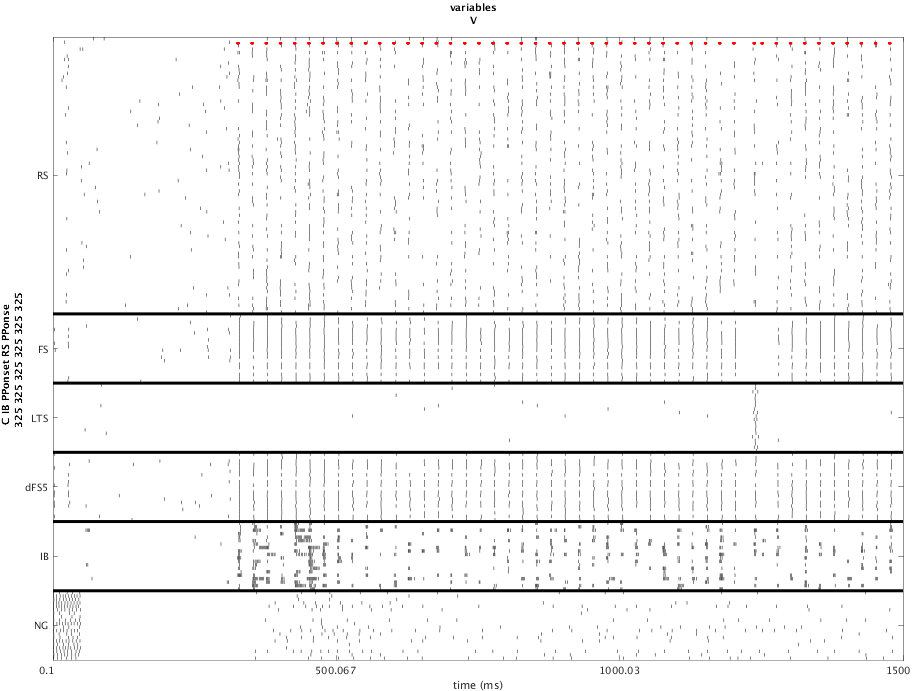 variables
V
RS
FS
LTS
dFS5
IB
NG
C IB PPonset RS PPonse
325 325 325 325 325 325
0.1
500.067
1000.03
1500
time (ms)